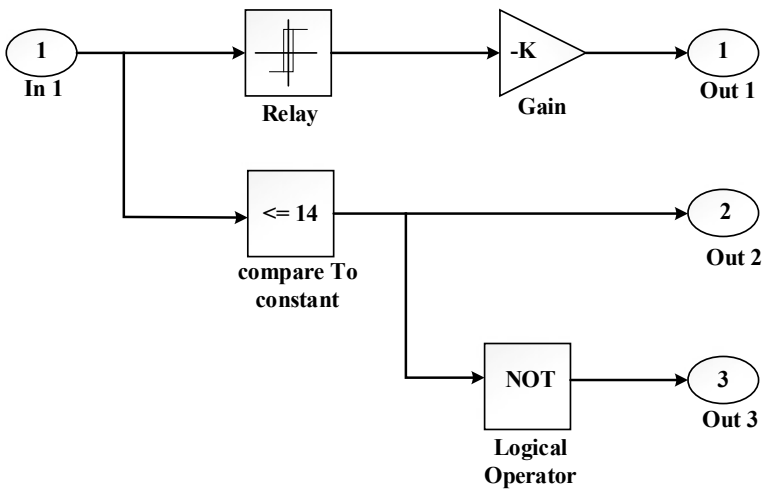 1
In 1
Relay
-K
Gain
1
Out 1
<= 14
compare To
constant
2
Out 2
NOT
Logical
Operator
3
Out 3